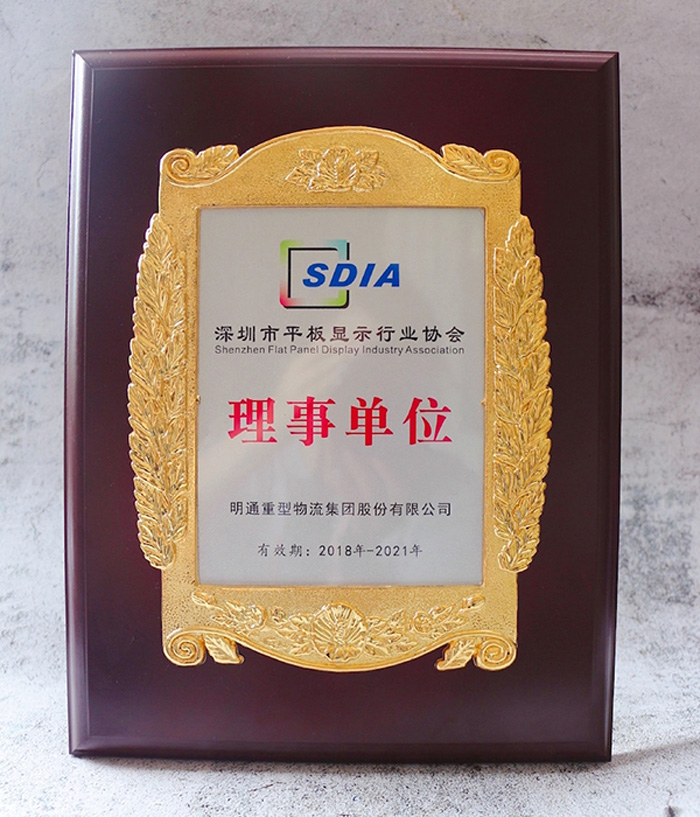 SDIA
深圳市平板显示行业协会
Shenzhen Flat Panel Display Industry Association
理事单位
明通重型物流集团股份有限公司
有效期：2018年-2021年